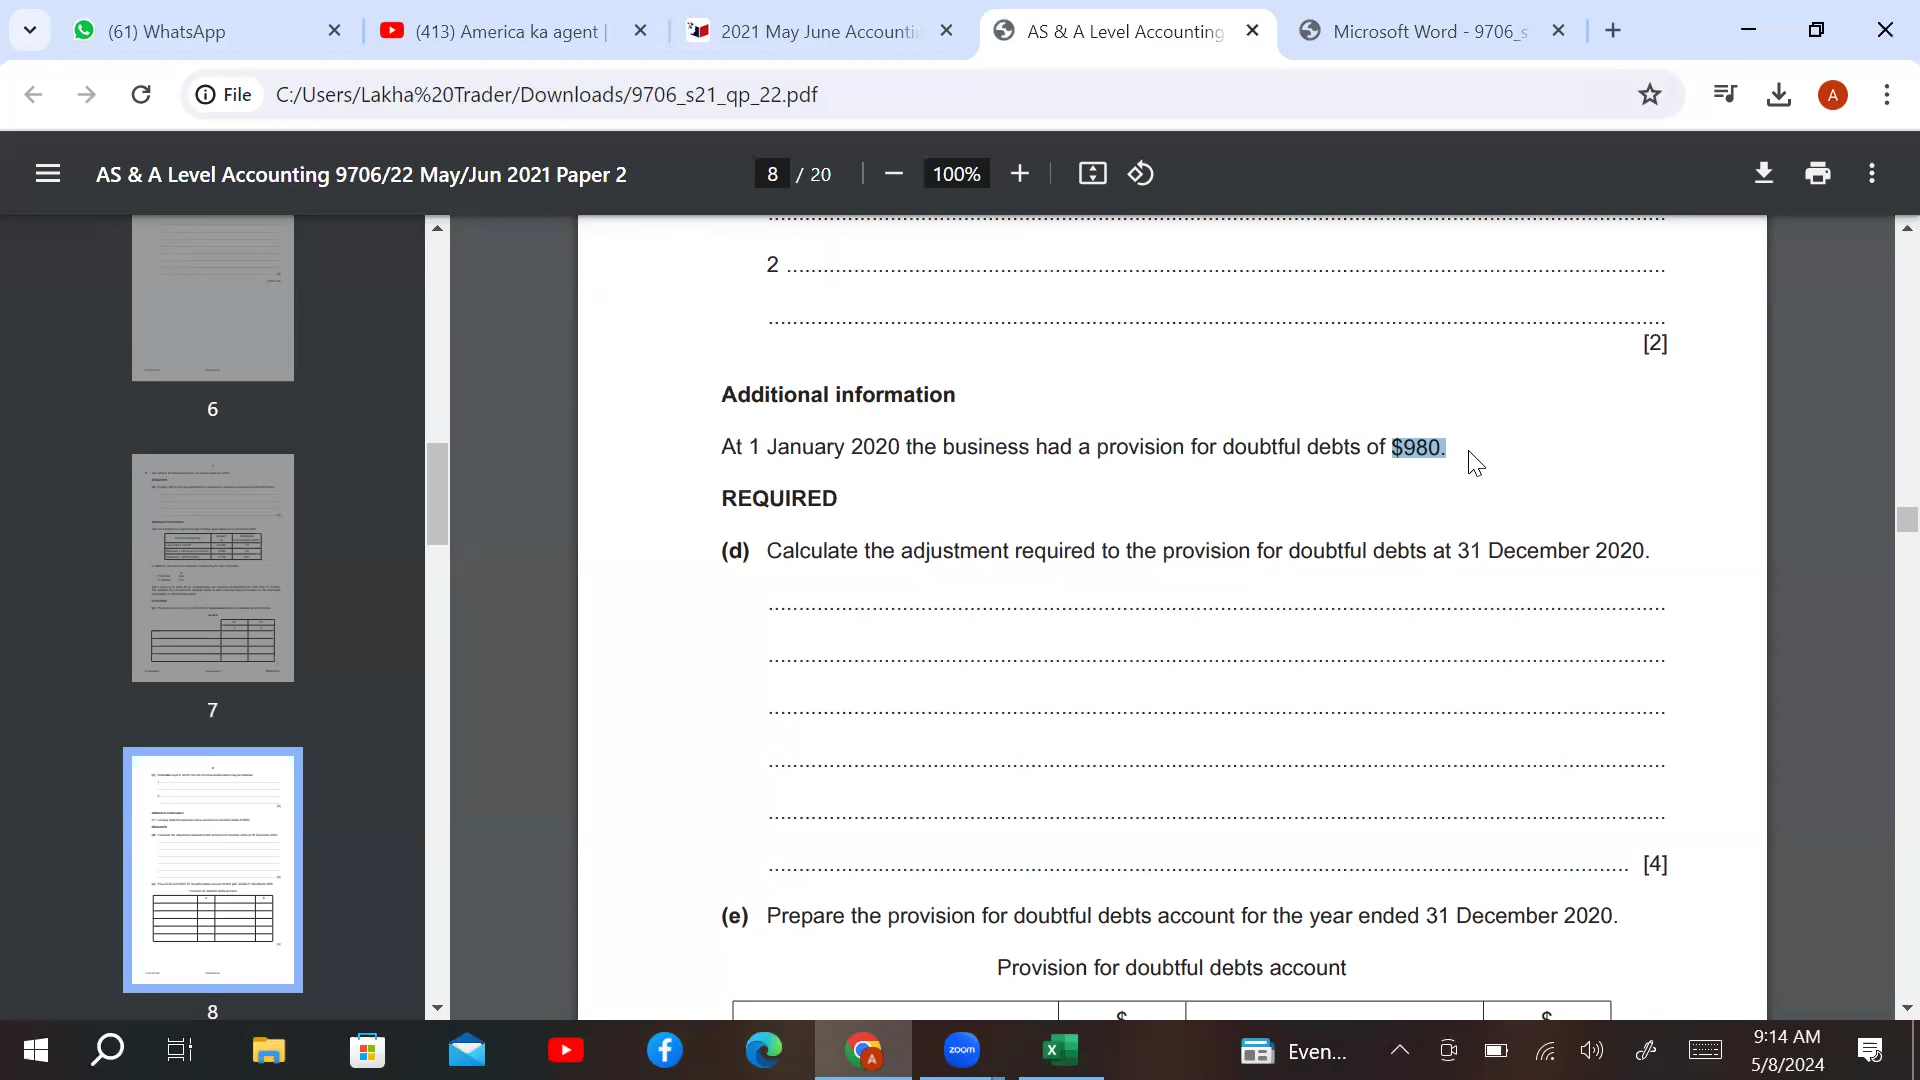 (61) WhatsApp
(413) America ka agent |
2021 May June Accounti
AS & A Level Accounting
Microsoft Word - 9706_s
File
C:/Users/Lakha%20Trader/Downloads/9706_s21_qp_22.pdf
A
AS & A Level Accounting 9706/22 May/Jun 2021 Paper 2
8 / 20
100%
6
7
8
2
[2]
Additional information
At 1 January 2020 the business had a provision for doubtful debts of $980.
REQUIRED
(d) Calculate the adjustment required to the provision for doubtful debts at 31 December 2020.
[4]
(e) Prepare the provision for doubtful debts account for the year ended 31 December 2020.
Provision for doubtful debts account
$ $
zoom
Even...
9:14 AM
5/8/2024